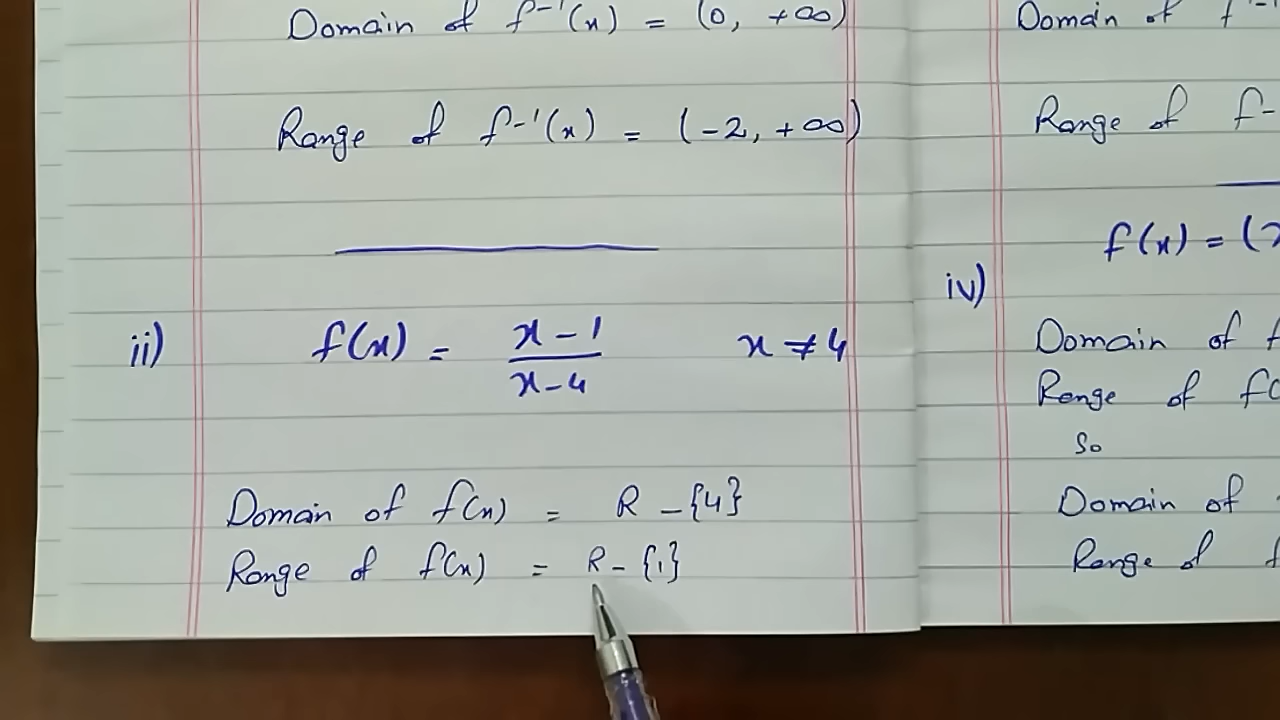 Domain of f⁻¹(x) = (0, +∞)
Range of f⁻¹(x) = (-2, +∞)
ii) f(x) = x-1 / x-4 x ≠ 4
Domain of f(x) = R - {4}
Range of f(x) = R - {1}
Domain of f⁻¹
Range of f-
iv) f(x) = (
Domain of f
Range of f(
So
Domain of
Range of f